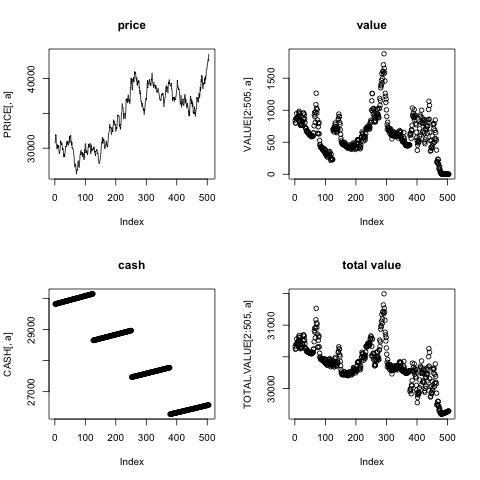 price
PRICE[, a]
40000
30000
0 100 200 300 400 500
Index
value
VALUE[2:505, a]
1500
1000
500
0
0 100 200 300 400 500
Index
cash
CASH[, a]
29000
27000
0 100 200 300 400 500
Index
total value
TOTAL.VALUE[2:505, a]
31000
30000
0 100 200 300 400 500
Index